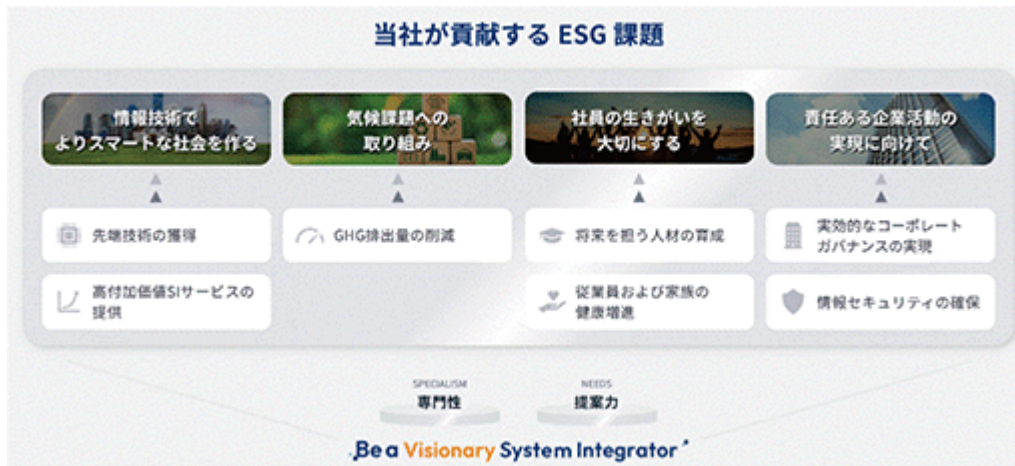 当社が貢献する ESG 課題
情報技術で
よりスマートな社会を作る
気候課題への
取り組み
社員の生きがいを
大切にする
責任ある企業活動の
実現に向けて
先端技術の獲得
GHG排出量の削減
将来を担う人材の育成
実効的なコーポレート
ガバナンスの実現
高付加価値SIサービスの
提供
従業員および家族の
健康増進
情報セキュリティの確保
SPECIALISM
専門性
NEEDS
提案力
Be a Visionary System Integrator